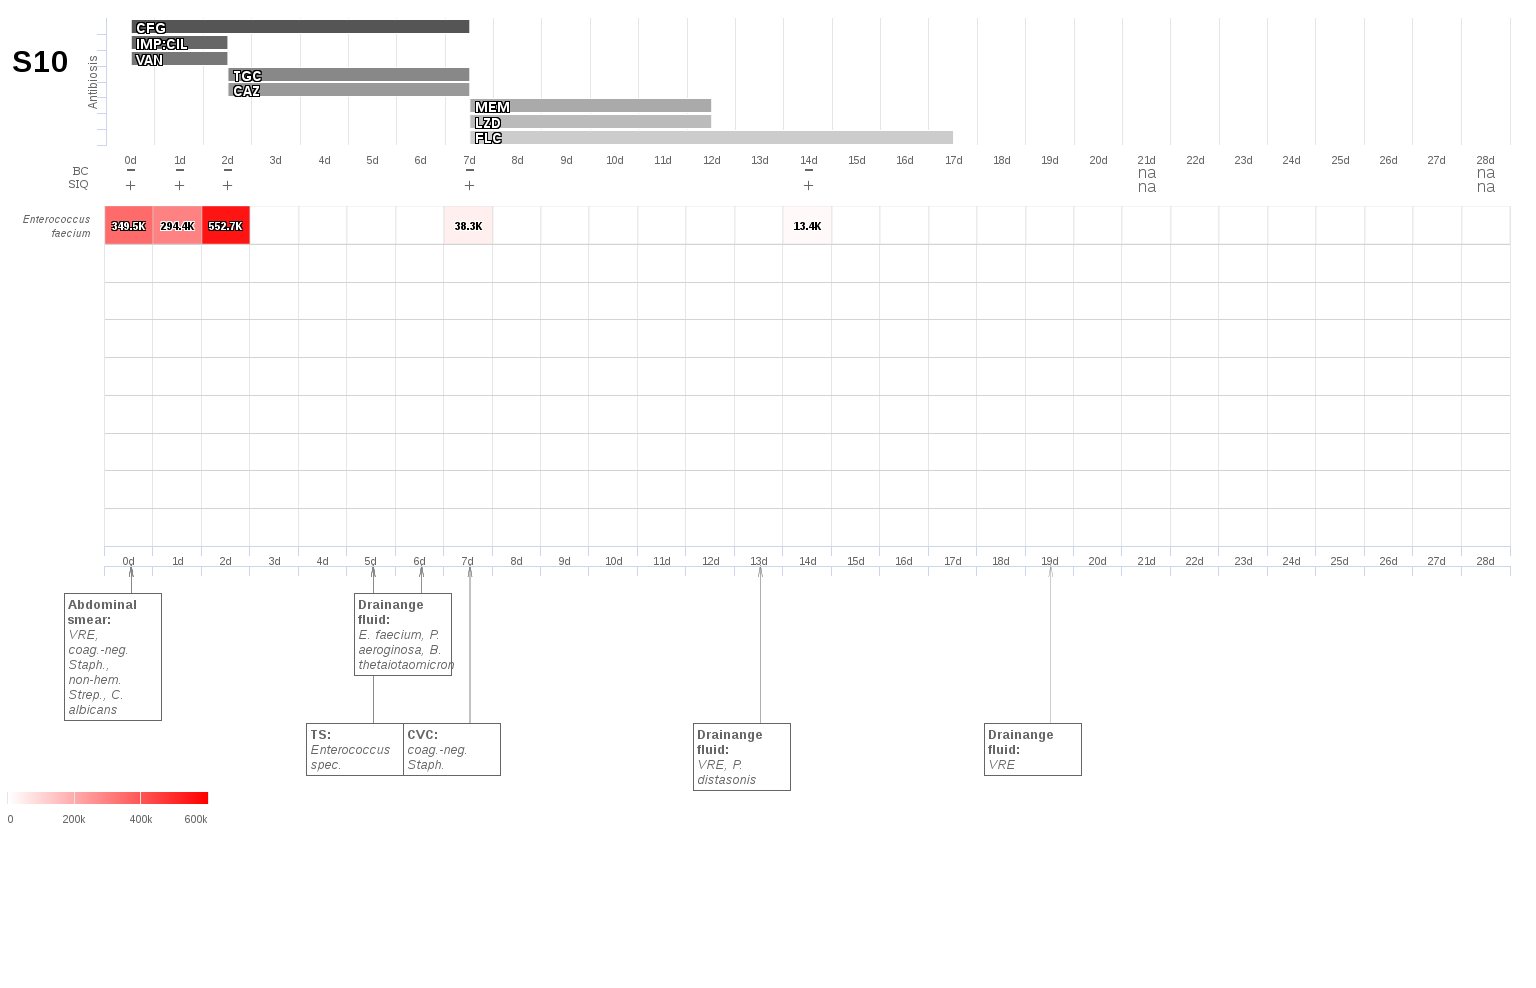 S10
Antibiosis
CFG
IMP:CIL
VAN
TGC
CAZ
MEM
LZD
FLC
0d 1d 2d 3d 4d 5d 6d 7d 8d 9d 10d 11d 12d 13d 14d 15d 16d 17d 18d 19d 20d 21d 22d 23d 24d 25d 26d 27d 28d
BC − − − − − na na
SIQ + + + + + na na
Enterococcus
faecium
349.5K 294.4K 552.7K 38.3K 13.4K
0d 1d 2d 3d 4d 5d 6d 7d 8d 9d 10d 11d 12d 13d 14d 15d 16d 17d 18d 19d 20d 21d 22d 23d 24d 25d 26d 27d 28d
Abdominal
smear:
VRE,
coag.-neg.
Staph.,
non-hem.
Strep., C.
albicans
Drainange
fluid:
E. faecium, P.
aeroginosa, B.
thetaiotaomicron
TS:
Enterococcus
spec.
CVC:
coag.-neg.
Staph.
Drainange
fluid:
VRE, P.
distasonis
Drainange
fluid:
VRE
0 200k 400k 600k